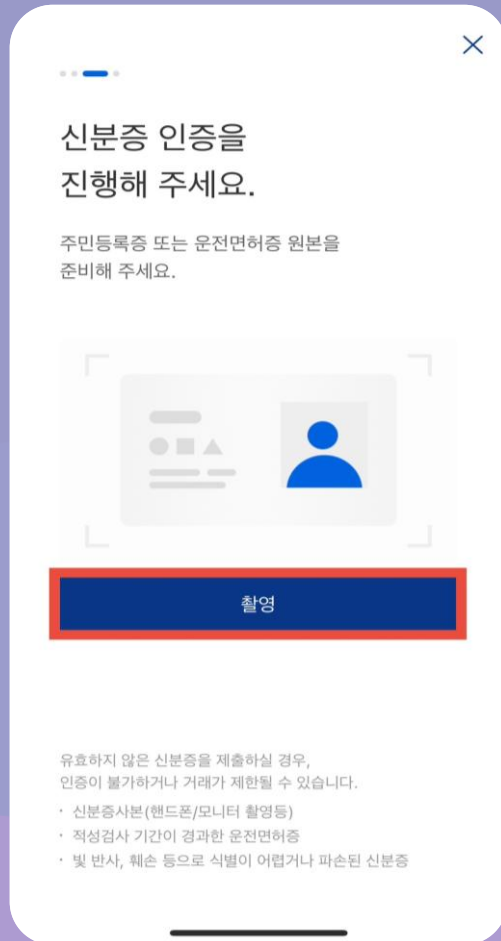 신분증 인증을
진행해 주세요.
주민등록증 또는 운전면허증 원본을
준비해 주세요.
촬영
유효하지 않은 신분증을 제출하실 경우,
인증이 불가하거나 거래가 제한될 수 있습니다.
· 신분증사본(핸드폰/모니터 촬영등)
· 적성검사 기간이 경과한 운전면허증
· 빛 반사, 훼손 등으로 식별이 어렵거나 파손된 신분증